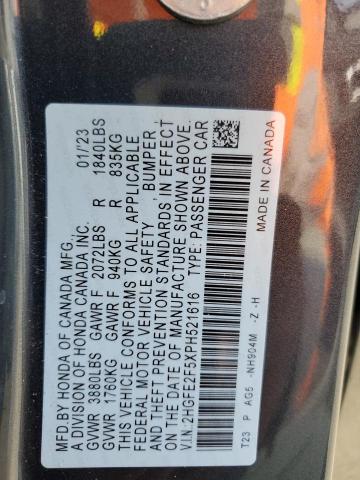 MFD.BY HONDA OF CANADA MFG., 01/'23
A DIVISION OF HONDA CANADA INC.
GVWR 3880LBS GAWR F 2072LBS R 1840LBS
GVWR 1760KG GAWR F 940KG R 835KG
THIS VEHICLE CONFORMS TO ALL APPLICABLE
FEDERAL MOTOR VEHICLE SAFETY BUMPER,
AND THEFT PREVENTION STANDARDS IN EFFECT
ON THE DATE OF MANUFACTURE SHOWN ABOVE.
V.I.N: 2HGFE2F5XPH521616 TYPE: PASSENGER CAR
T23 P AG5 -NH904M -Z -H
MADE IN CANADA